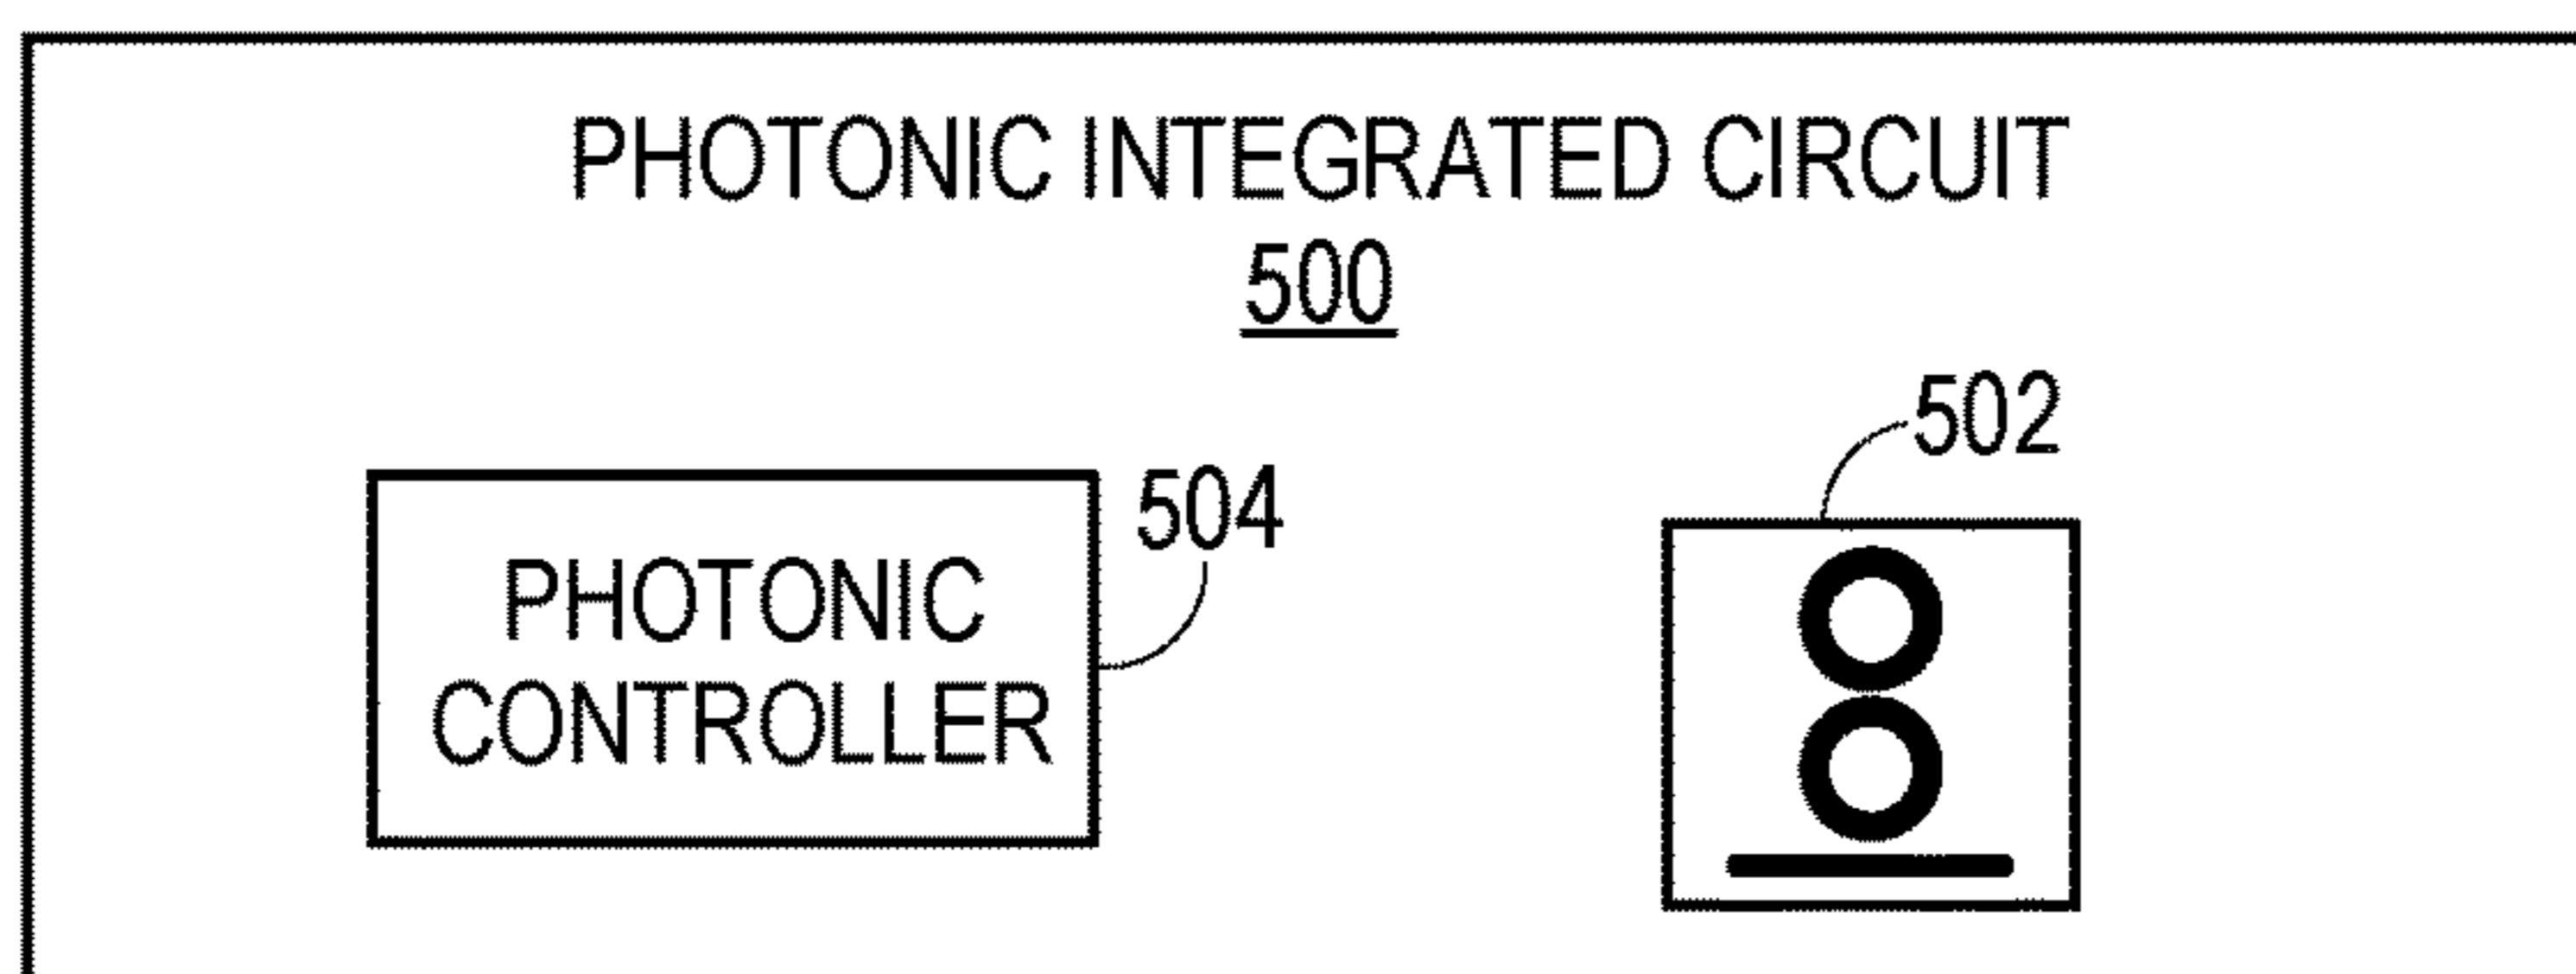 PHOTONIC INTEGRATED CIRCUIT
500
502
504
PHOTONIC
CONTROLLER